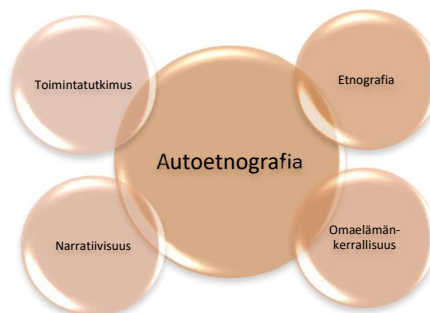 Toimintatutkimus
Etnografia
Autoetnografia
Narratiivisuus
Omaelämän-
kerrallisuus